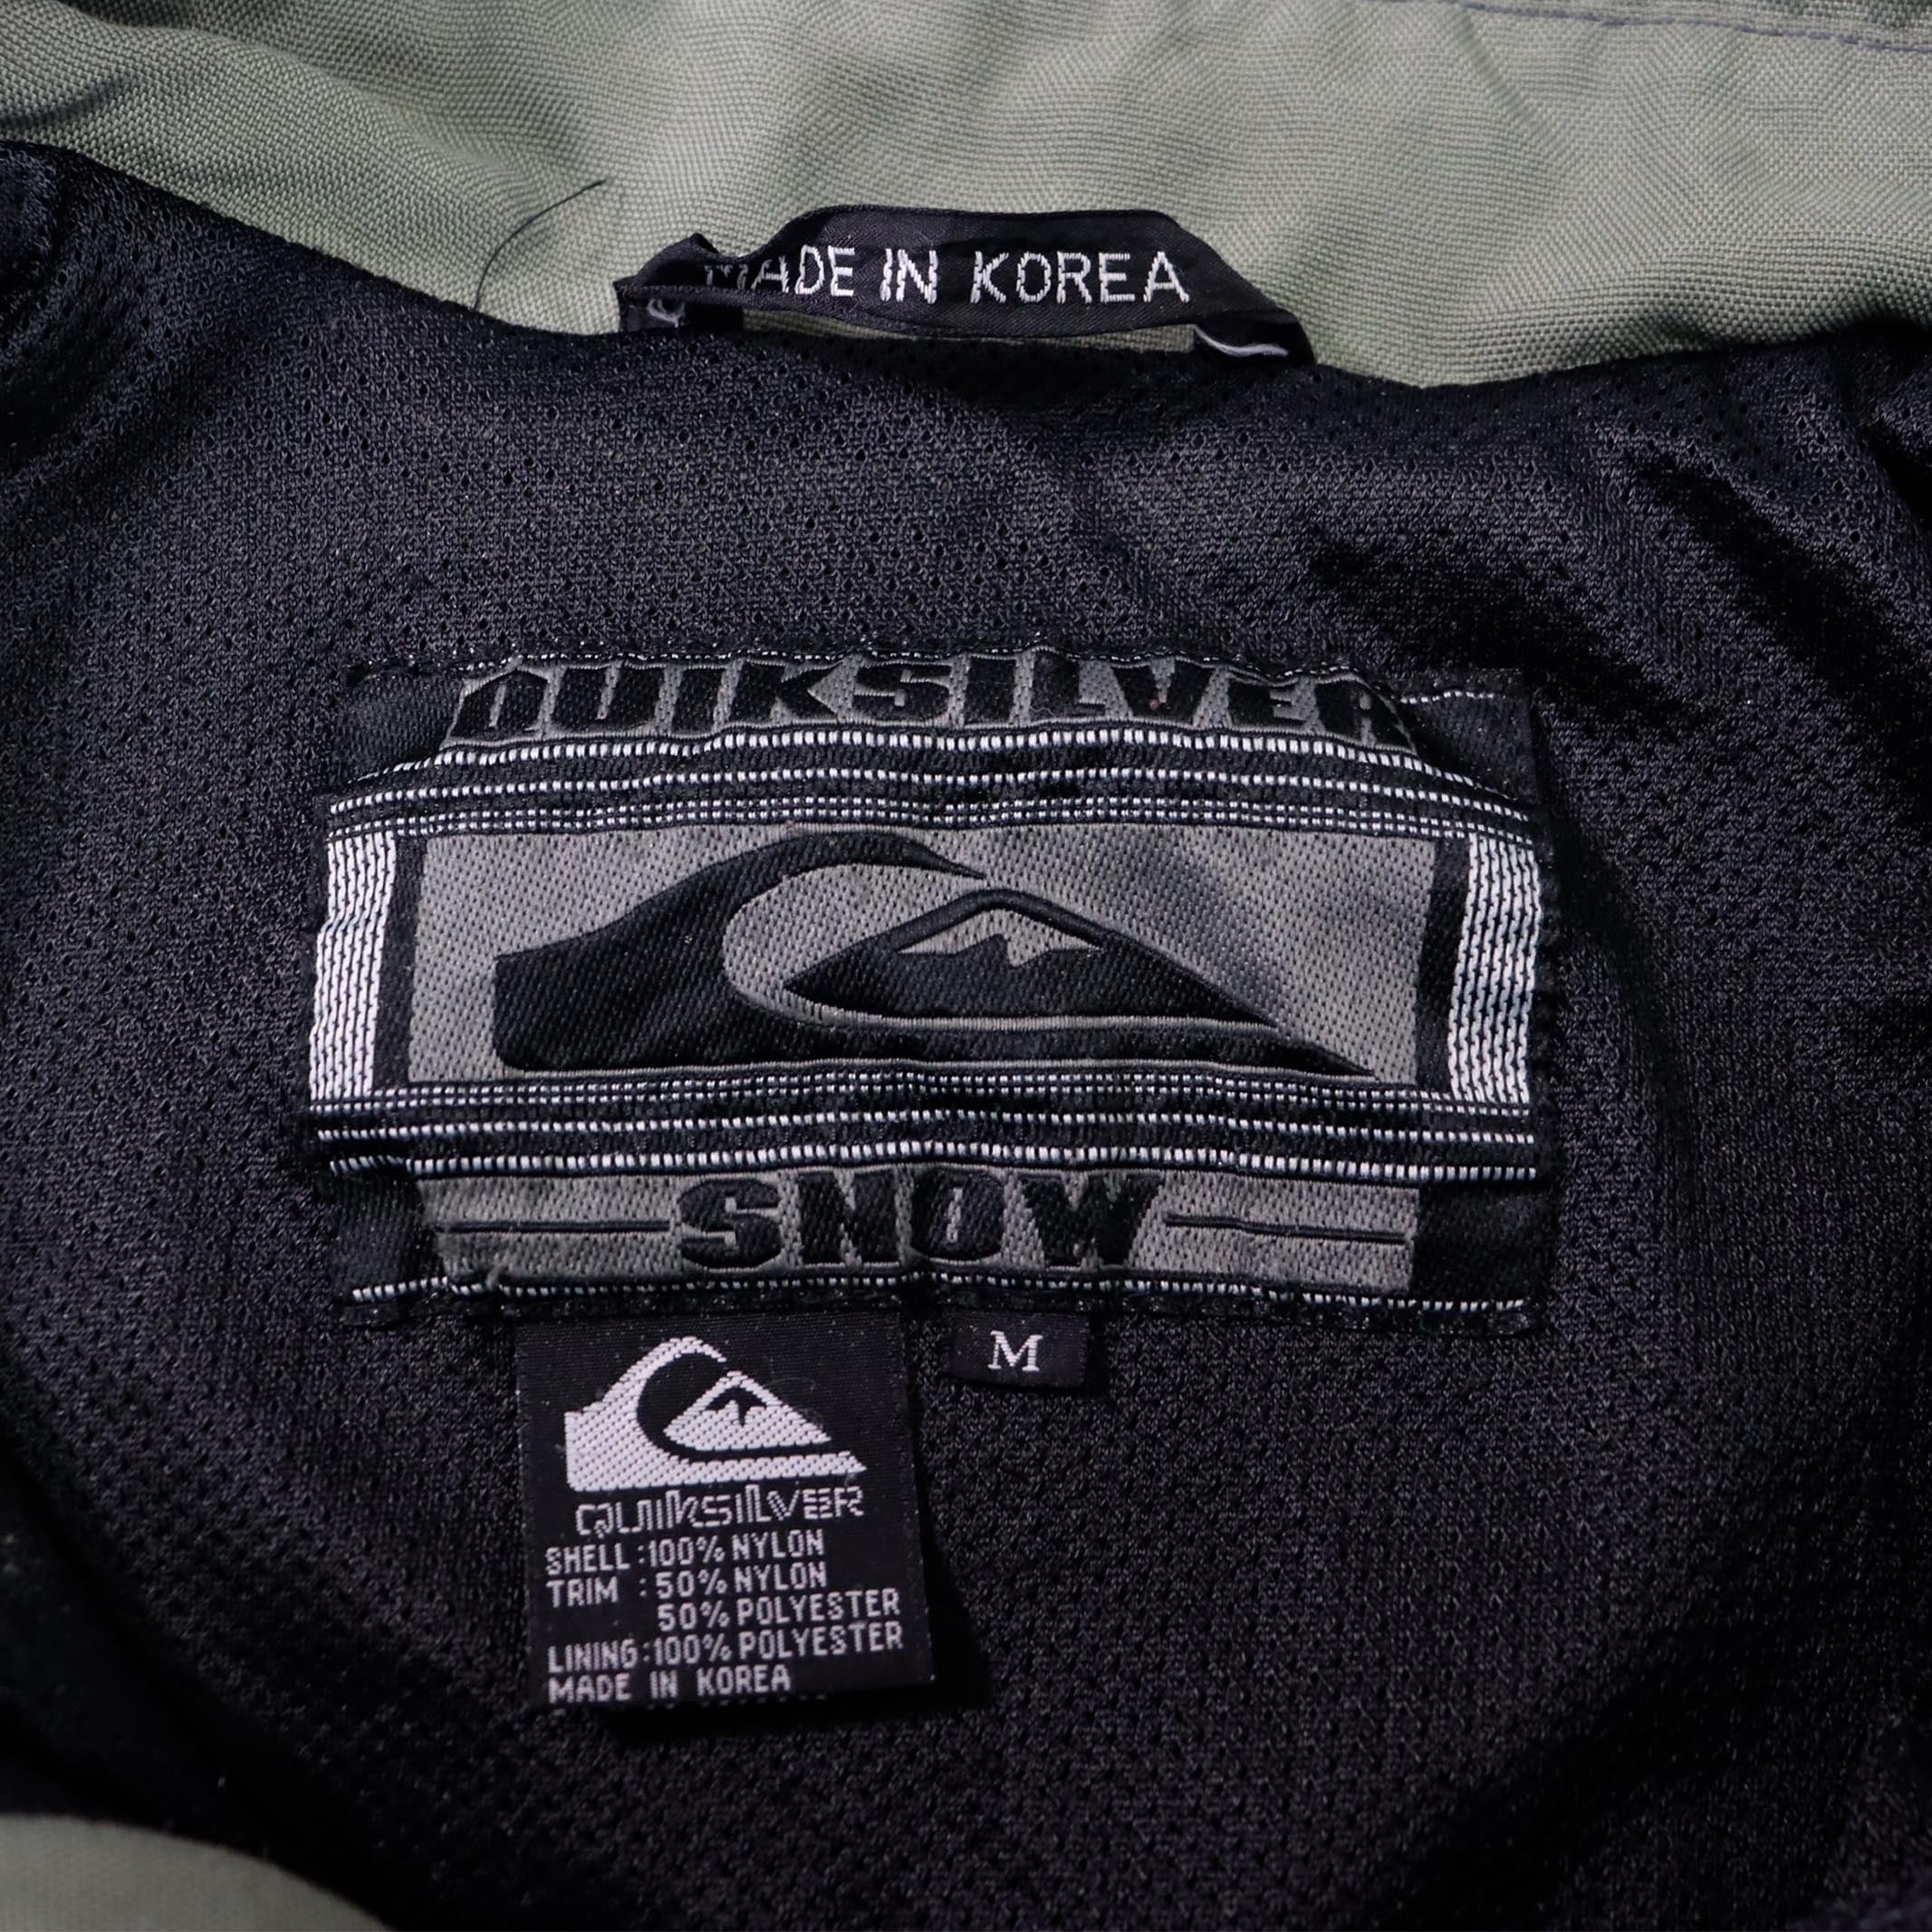 MADE IN KOREA
QUIKSILVER
SNOW
M
QUIKSILVER
SHELL : 100% NYLON
TRIM : 50% NYLON
50% POLYESTER
LINING : 100% POLYESTER
MADE IN KOREA